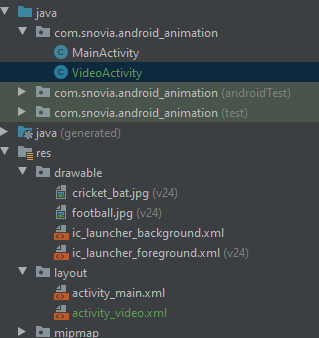 java
com.snovia.android_animation
MainActivity
VideoActivity
com.snovia.android_animation (androidTest)
com.snovia.android_animation (test)
java (generated)
res
drawable
cricket_bat.jpg (v24)
football.jpg (v24)
ic_launcher_background.xml
ic_launcher_foreground.xml (v24)
layout
activity_main.xml
activity_video.xml
mipmap